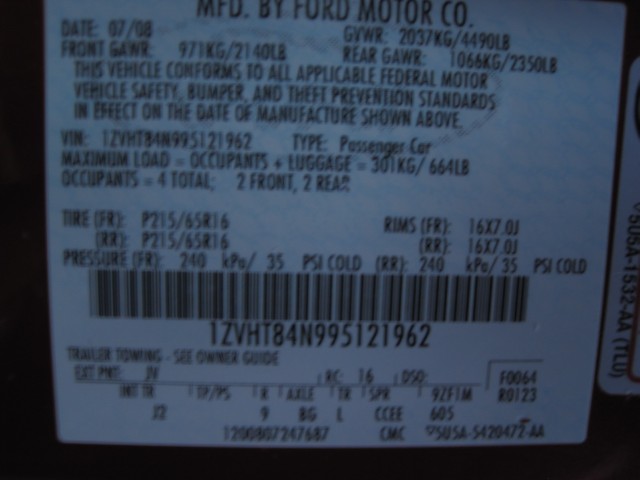 MFD. BY FORD MOTOR CO.
DATE: 07/08 GVWR: 2037KG/4490LB
FRONT GAWR: 971KG/2140LB REAR GAWR: 1066KG/2350LB
THIS VEHICLE CONFORMS TO ALL APPLICABLE FEDERAL MOTOR
VEHICLE SAFETY, BUMPER, AND THEFT PREVENTION STANDARDS
IN EFFECT ON THE DATE OF MANUFACTURE SHOWN ABOVE.
VIN: 1ZVHT84N995121962 TYPE: Passenger Car
MAXIMUM LOAD = OCCUPANTS + LUGGAGE = 301KG/ 664LB
OCCUPANTS = 4 TOTAL; 2 FRONT, 2 REAR
TIRE (FR): P215/65R16 RIMS (FR): 16X7.0J
(RR): P215/65R16 (RR): 16X7.0J
PRESSURE (FR): 240 kPa/ 35 PSI COLD (RR): 240 kPa/ 35 PSI COLD
1ZVHT84N995121962
TRAILER TOWING - SEE OWNER GUIDE
EXT PNT: JV RC: 16 DSO: F0064
INT TR TP/PS R AXLE TR SPR 9ZF1M R0123
J2 9 BG L CCEE 605
1200807247687 CMC 5U5A-5420472-AA